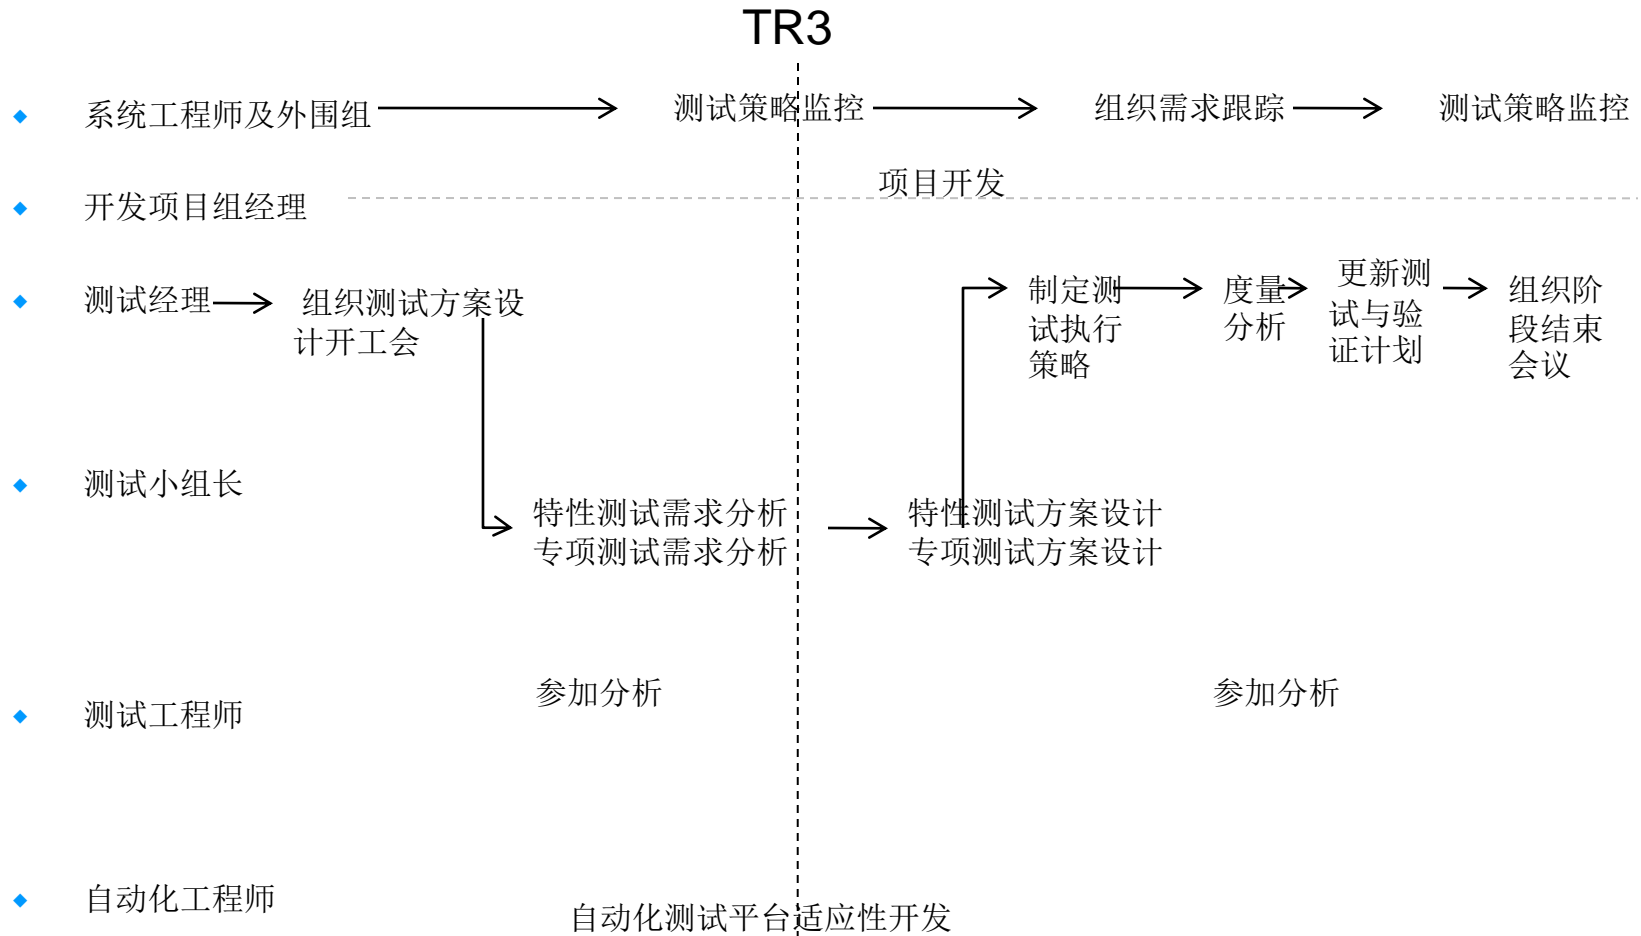 TR3
系统工程师及外围组
测试策略监控
组织需求跟踪
测试策略监控
项目开发
开发项目组经理
测试经理
组织测试方案设
计开工会
制定测
试执行
策略
度量
分析
更新测
试与验
证计划
组织阶
段结束
会议
测试小组长
特性测试需求分析
专项测试需求分析
特性测试方案设计
专项测试方案设计
参加分析
参加分析
测试工程师
自动化工程师
自动化测试平台适应性开发